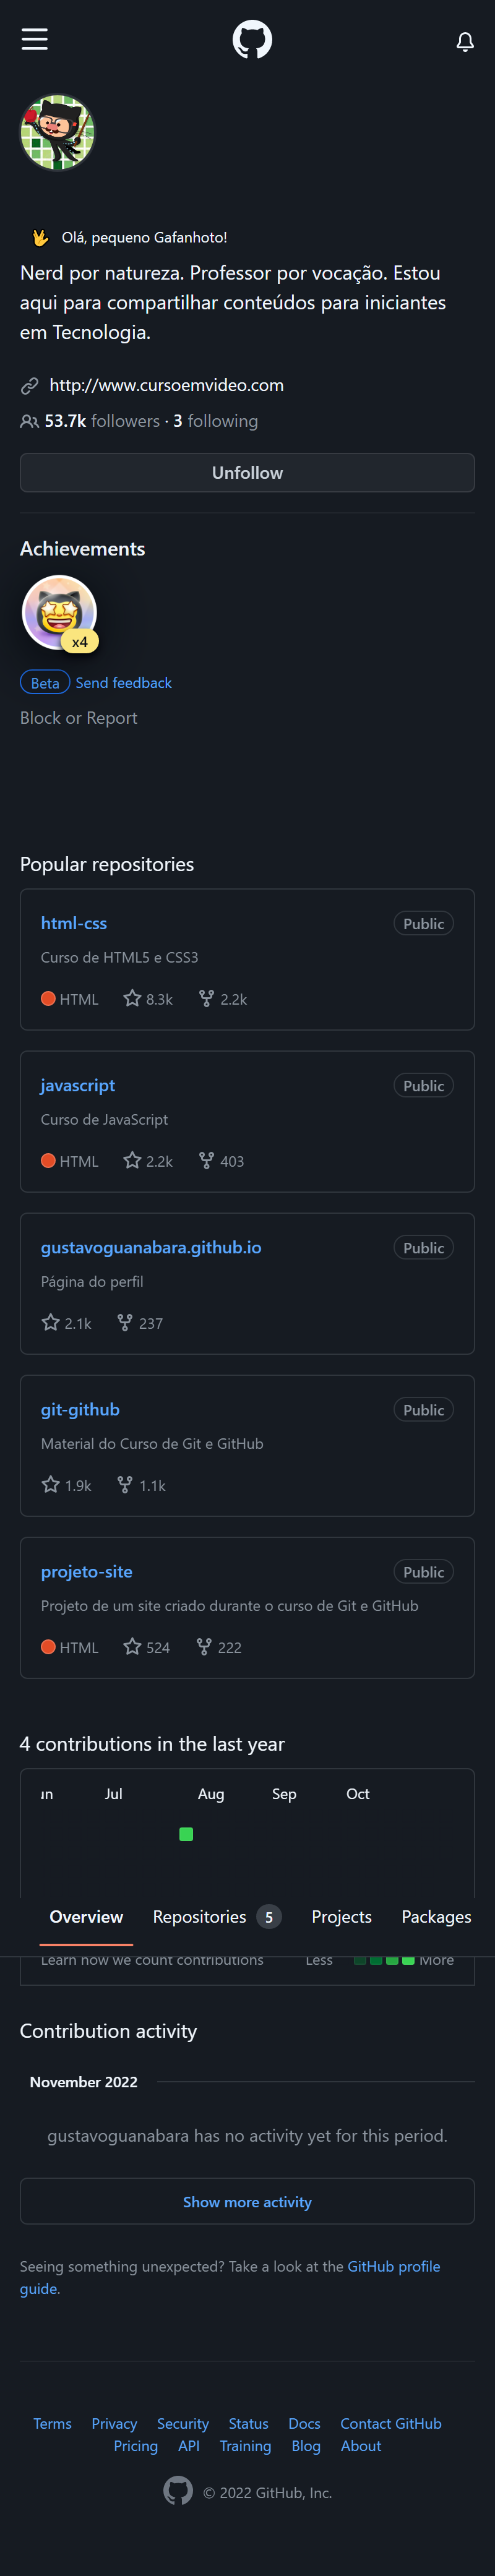 Olá, pequeno Gafanhoto!
Nerd por natureza. Professor por vocação. Estou
aqui para compartilhar conteúdos para iniciantes
em Tecnologia.
http://www.cursoemvideo.com
53.7k followers · 3 following
Unfollow
Achievements
x4
Beta Send feedback
Block or Report
Popular repositories
html-css Public
Curso de HTML5 e CSS3
HTML 8.3k 2.2k
javascript Public
Curso de JavaScript
HTML 2.2k 403
gustavoguanabara.github.io Public
Página do perfil
2.1k 237
git-github Public
Material do Curso de Git e GitHub
1.9k 1.1k
projeto-site Public
Projeto de um site criado durante o curso de Git e GitHub
HTML 524 222
4 contributions in the last year
un Jul Aug Sep Oct
Overview Repositories 5 Projects Packages
Learn how we count contributions Less More
Contribution activity
November 2022
gustavoguanabara has no activity yet for this period.
Show more activity
Seeing something unexpected? Take a look at the GitHub profile
guide.
Terms Privacy Security Status Docs Contact GitHub
Pricing API Training Blog About
© 2022 GitHub, Inc.